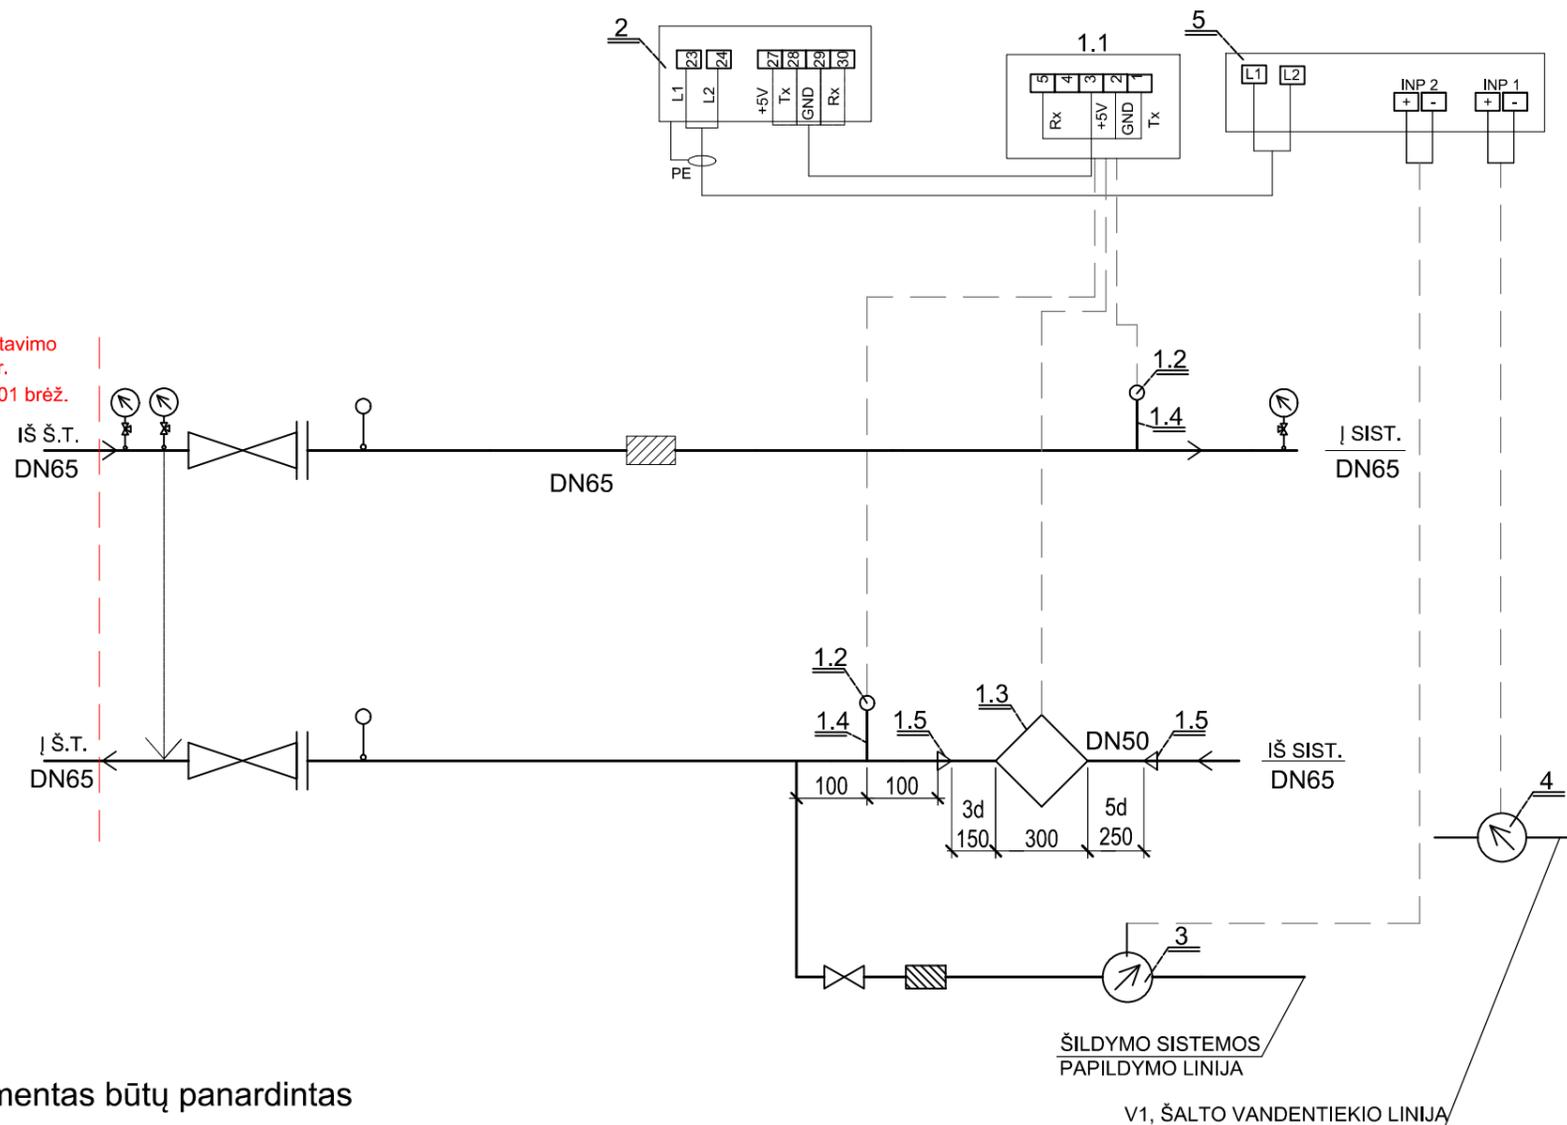 2
1.1
5
23
24
27
28
29
30
L1
L2
+5V
Tx
GND
Rx
PE
5
4
3
2
1
Rx
+5V
GND
Tx
L1
L2
INP 2
INP 1
+ -
+ -
tavimo
r.
01 brėž.
IŠ Š.T.
DN65
DN65
1.2
1.4
Į SIST.
DN65
1.2
1.4
1.5
1.3
DN50
1.5
Į Š.T.
DN65
IŠ SIST.
DN65
100
100
3d
150
300
5d
250
4
3
ŠILDYMO SISTEMOS
PAPILDYMO LINIJA
mentas būtų panardintas
V1, ŠALTO VANDENTIEKIO LINIJA